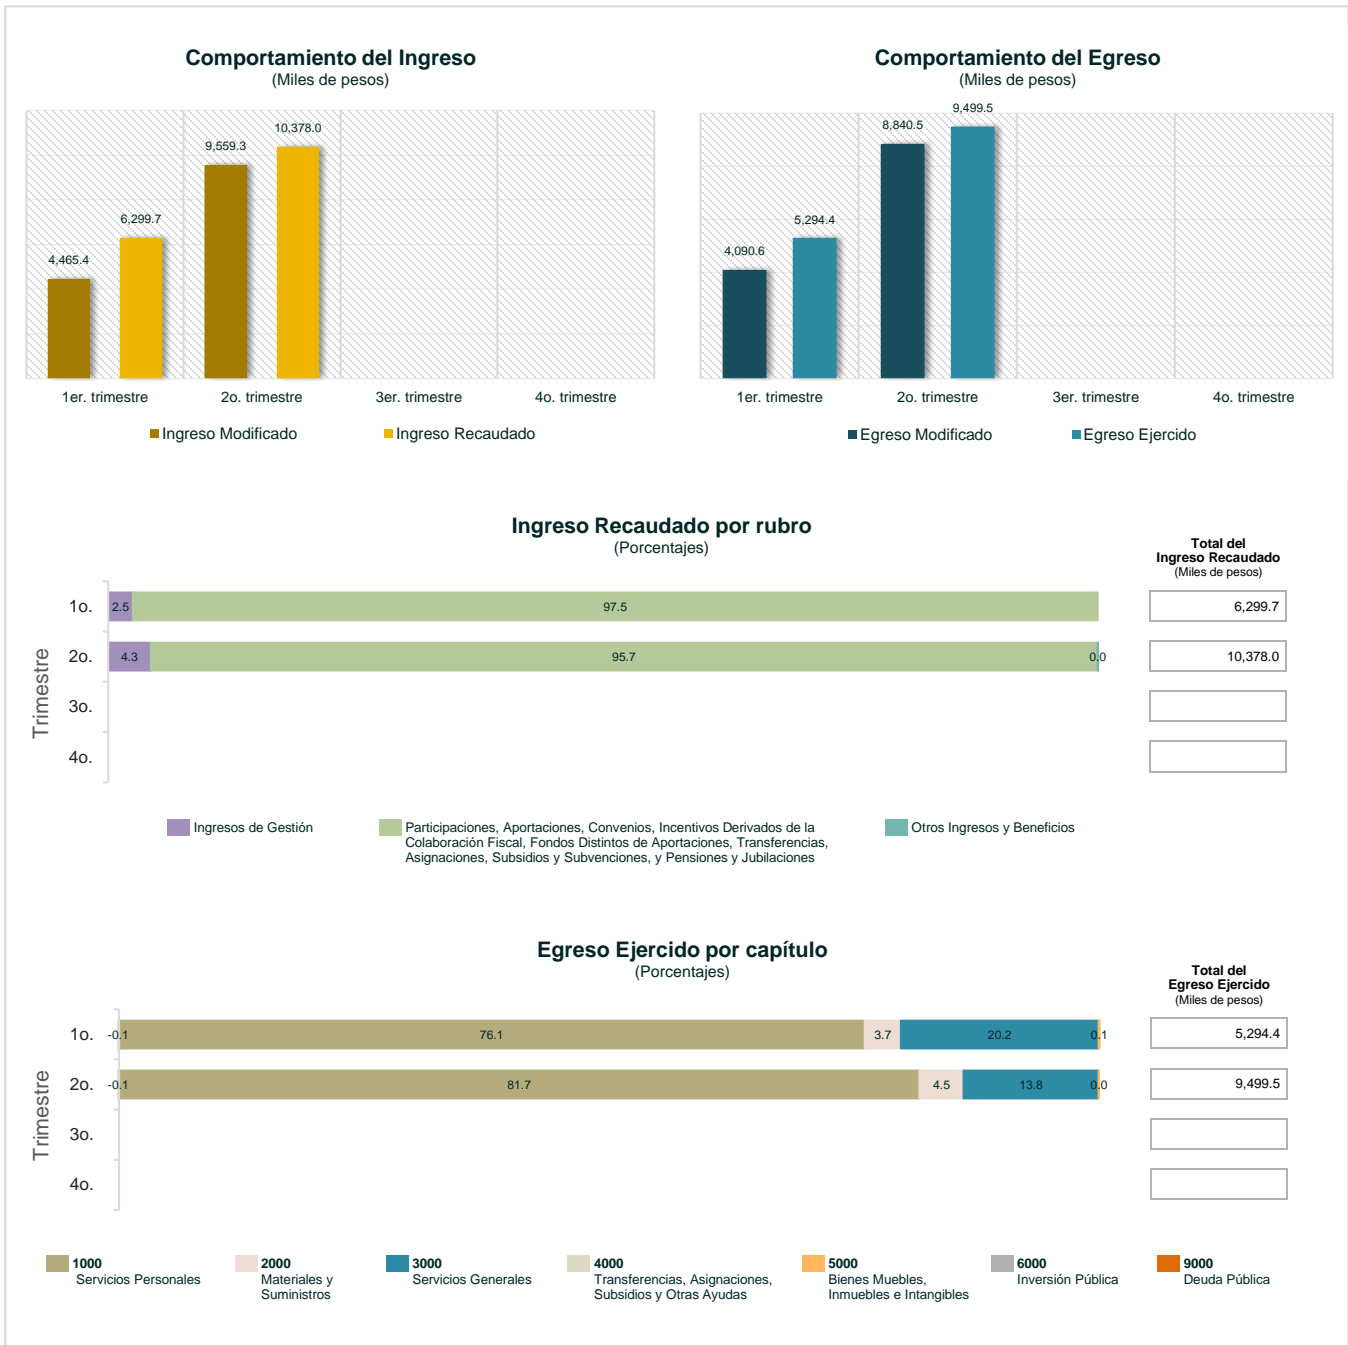 Comportamiento del Ingreso
(Miles de pesos)
10,378.0
9,559.3
6,299.7
4,465.4
1er. trimestre 2o. trimestre 3er. trimestre 4o. trimestre
Ingreso Modificado Ingreso Recaudado
Comportamiento del Egreso
(Miles de pesos)
9,499.5
8,840.5
5,294.4
4,090.6
1er. trimestre 2o. trimestre 3er. trimestre 4o. trimestre
Egreso Modificado Egreso Ejercido
Ingreso Recaudado por rubro
(Porcentajes)
Total del
Ingreso Recaudado
(Miles de pesos)
Trimestre
1o. 2.5 97.5 6,299.7
2o. 4.3 95.7 0.0 10,378.0
3o.
4o.
Ingresos de Gestión
Participaciones, Aportaciones, Convenios, Incentivos Derivados de la
Colaboración Fiscal, Fondos Distintos de Aportaciones, Transferencias,
Asignaciones, Subsidios y Subvenciones, y Pensiones y Jubilaciones
Otros Ingresos y Beneficios
Egreso Ejercido por capítulo
(Porcentajes)
Total del
Egreso Ejercido
(Miles de pesos)
Trimestre
1o. -0.1 76.1 3.7 20.2 0.1 5,294.4
2o. -0.1 81.7 4.5 13.8 0.0 9,499.5
3o.
4o.
1000
Servicios Personales
2000
Materiales y
Suministros
3000
Servicios Generales
4000
Transferencias, Asignaciones,
Subsidios y Otras Ayudas
5000
Bienes Muebles,
Inmuebles e Intangibles
6000
Inversión Pública
9000
Deuda Pública